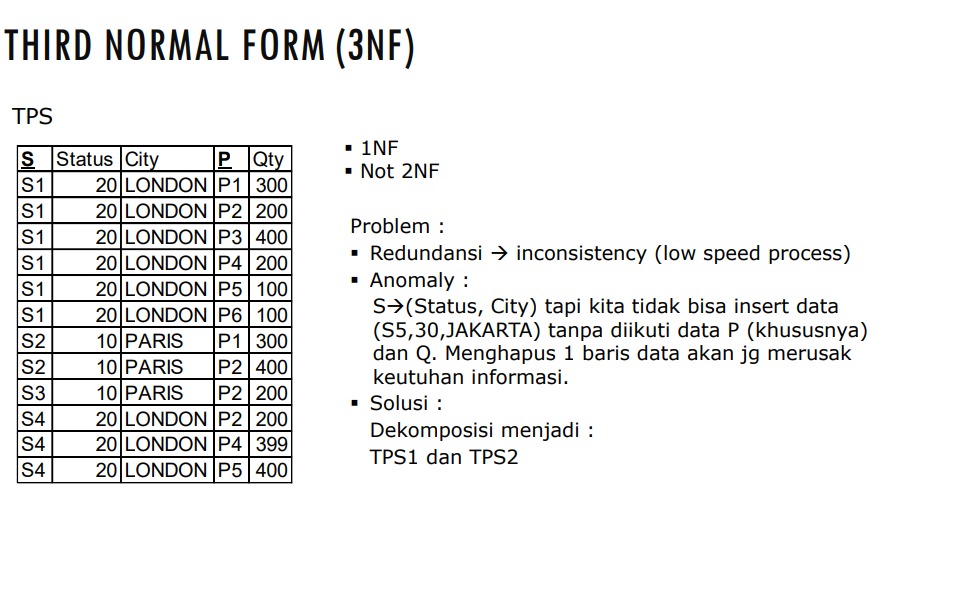 THIRD NORMAL FORM (3NF)
TPS
S Status City P Qty
S1 20 LONDON P1 300
S1 20 LONDON P2 200
S1 20 LONDON P3 400
S1 20 LONDON P4 200
S1 20 LONDON P5 100
S1 20 LONDON P6 100
S2 10 PARIS P1 300
S2 10 PARIS P2 400
S3 10 PARIS P2 200
S4 20 LONDON P2 200
S4 20 LONDON P4 399
S4 20 LONDON P5 400
▪ 1NF
▪ Not 2NF
Problem :
▪ Redundansi → inconsistency (low speed process)
▪ Anomaly :
S→(Status, City) tapi kita tidak bisa insert data
(S5,30,JAKARTA) tanpa diikuti data P (khususnya)
dan Q. Menghapus 1 baris data akan jg merusak
keutuhan informasi.
▪ Solusi :
Dekomposisi menjadi :
TPS1 dan TPS2